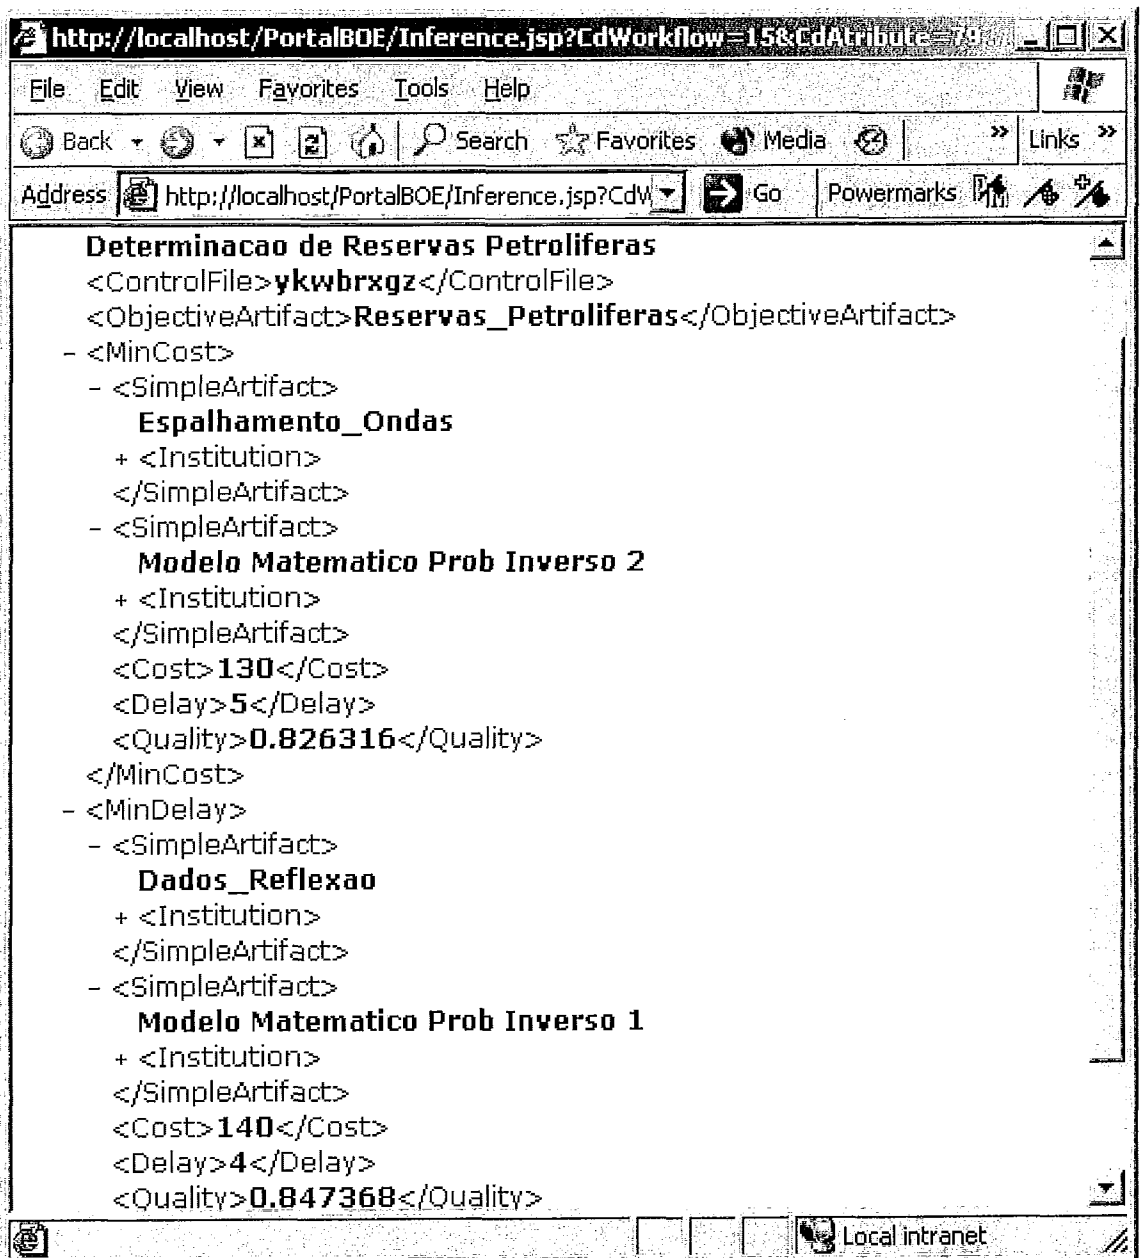 http://localhost/PortalBOE/Inference.jsp?CdWorkflow=15&CdAtribute=79
File Edit View Favorites Tools Help
Back Search Favorites Media » Links »
Address http://localhost/PortalBOE/Inference.jsp?CdW Go Powermarks
Determinacao de Reservas Petroliferas
<ControlFile>ykwbrxgz</ControlFile>
<ObjectiveArtifact>Reservas_Petroliferas</ObjectiveArtifact>
- <MinCost>
- <SimpleArtifact>
Espalhamento_Ondas
+ <Institution>
</SimpleArtifact>
- <SimpleArtifact>
Modelo Matematico Prob Inverso 2
+ <Institution>
</SimpleArtifact>
<Cost>130</Cost>
<Delay>5</Delay>
<Quality>0.826316</Quality>
</MinCost>
- <MinDelay>
- <SimpleArtifact>
Dados_Reflexao
+ <Institution>
</SimpleArtifact>
- <SimpleArtifact>
Modelo Matematico Prob Inverso 1
+ <Institution>
</SimpleArtifact>
<Cost>140</Cost>
<Delay>4</Delay>
<Quality>0.847368</Quality>
Local intranet